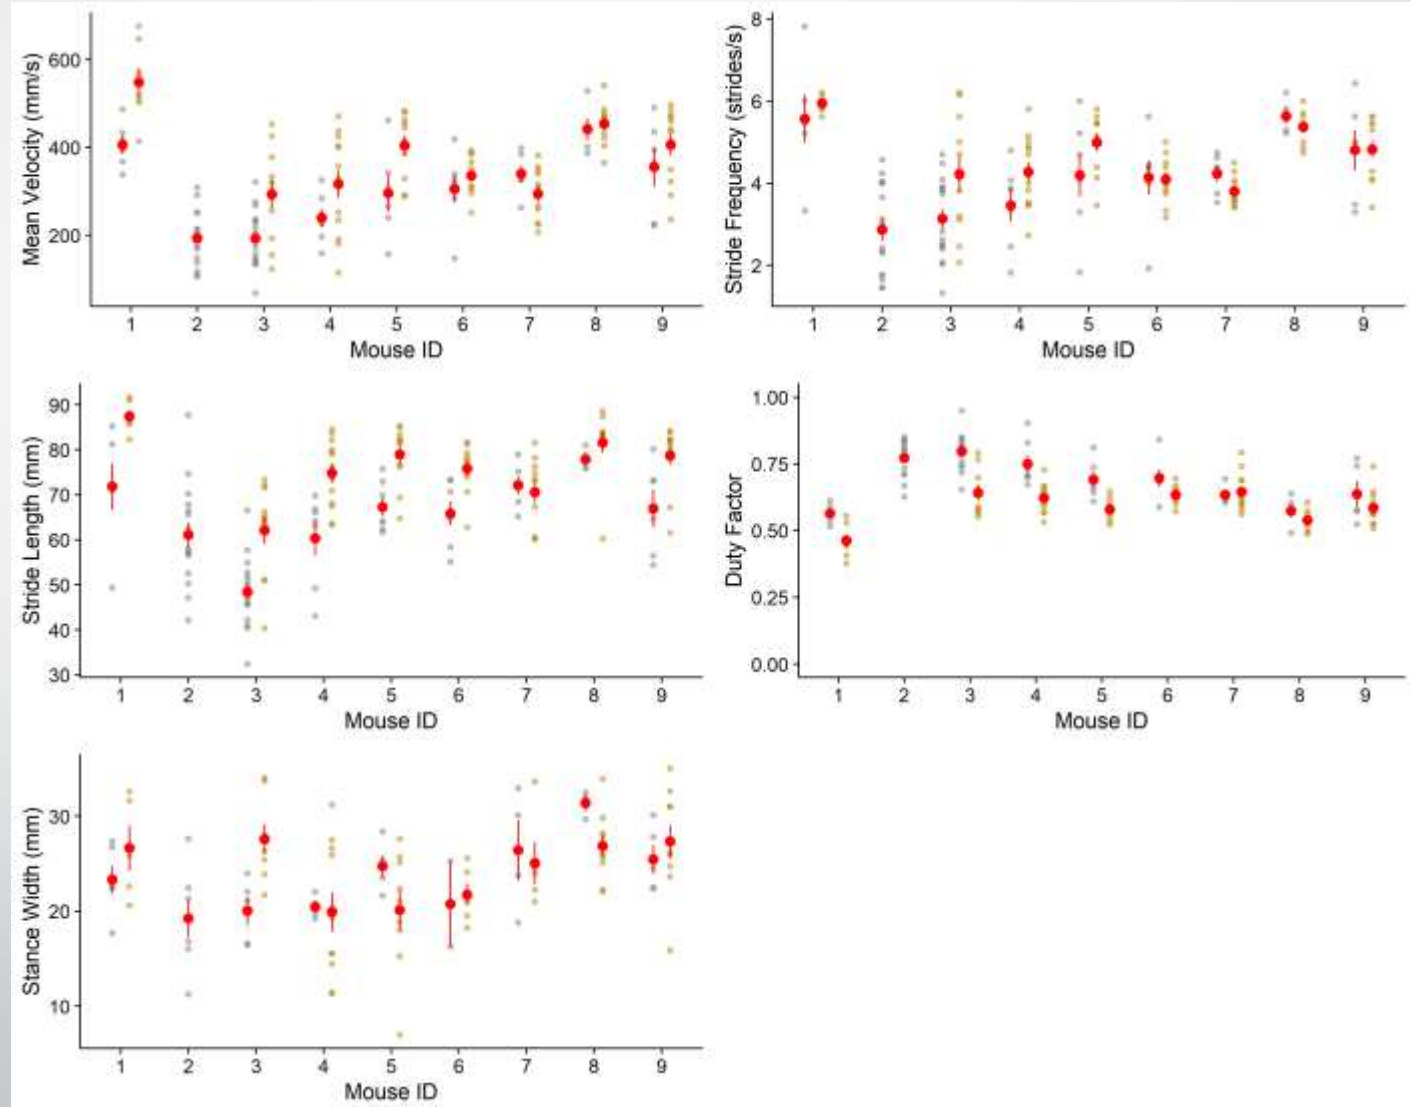 Mean Velocity (mm/s)
600
400
200
1 2 3 4 5 6 7 8 9
Mouse ID
Stride Frequency (strides/s)
8
6
4
2
1 2 3 4 5 6 7 8 9
Mouse ID
Stride Length (mm)
90
80
70
60
50
40
30
1 2 3 4 5 6 7 8 9
Mouse ID
Duty Factor
1.00
0.75
0.50
0.25
0.00
1 2 3 4 5 6 7 8 9
Mouse ID
Stance Width (mm)
30
20
10
1 2 3 4 5 6 7 8 9
Mouse ID